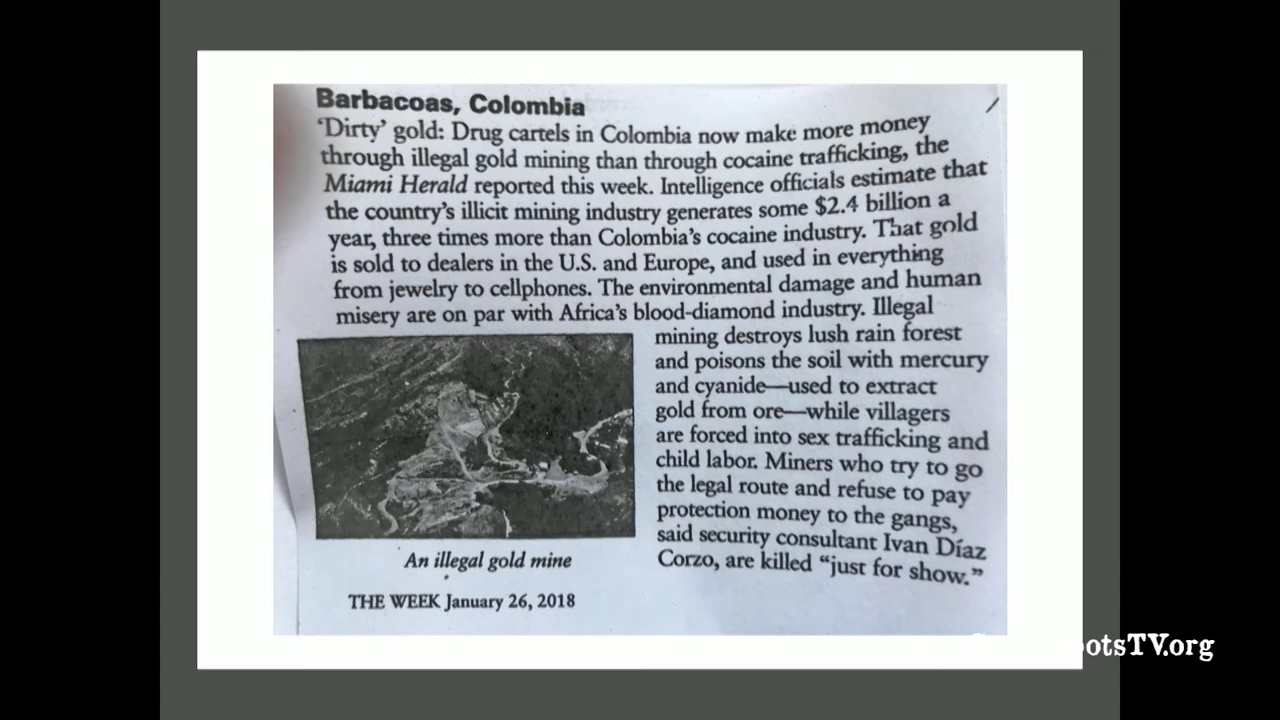 Barbacoas, Colombia
‘Dirty’ gold: Drug cartels in Colombia now make more money
through illegal gold mining than through cocaine trafficking, the
Miami Herald reported this week. Intelligence officials estimate that
the country’s illicit mining industry generates some $2.4 billion a
year, three times more than Colombia’s cocaine industry. That gold
is sold to dealers in the U.S. and Europe, and used in everything
from jewelry to cellphones. The environmental damage and human
misery are on par with Africa’s blood-diamond industry. Illegal
mining destroys lush rain forest
and poisons the soil with mercury
and cyanide—used to extract
gold from ore—while villagers
are forced into sex trafficking and
child labor. Miners who try to go
the legal route and refuse to pay
protection money to the gangs,
said security consultant Ivan Díaz
Corzo, are killed “just for show.”
An illegal gold mine
THE WEEK January 26, 2018
otsTV.org